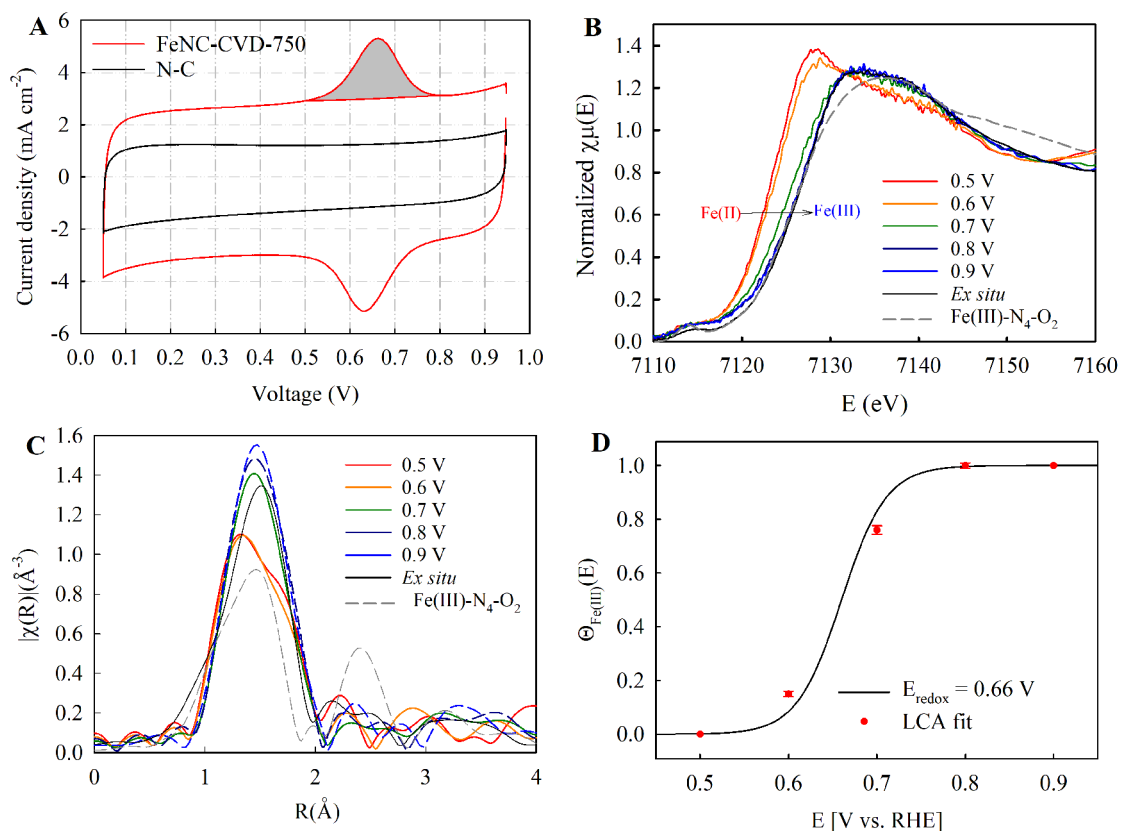 A
FeNC-CVD-750
N-C
Current density (mA cm⁻²)
6
4
2
0
-2
-4
-6
0.0 0.1 0.2 0.3 0.4 0.5 0.6 0.7 0.8 0.9 1.0
Voltage (V)
B
Normalized χμ(E)
1.4
1.2
1.0
0.8
0.6
0.4
0.2
0.0
Fe(II)
Fe(III)
0.5 V
0.6 V
0.7 V
0.8 V
0.9 V
Ex situ
Fe(III)-N₄-O₂
7110 7120 7130 7140 7150 7160
E (eV)
C
|χ(R)|(Å⁻³)
1.6
1.4
1.2
1.0
0.8
0.6
0.4
0.2
0.0
0.5 V
0.6 V
0.7 V
0.8 V
0.9 V
Ex situ
Fe(III)-N₄-O₂
0 1 2 3 4
R(Å)
D
Θ_Fe(III)(E)
1.0
0.8
0.6
0.4
0.2
0.0
E_redox = 0.66 V
LCA fit
0.5 0.6 0.7 0.8 0.9
E [V vs. RHE]